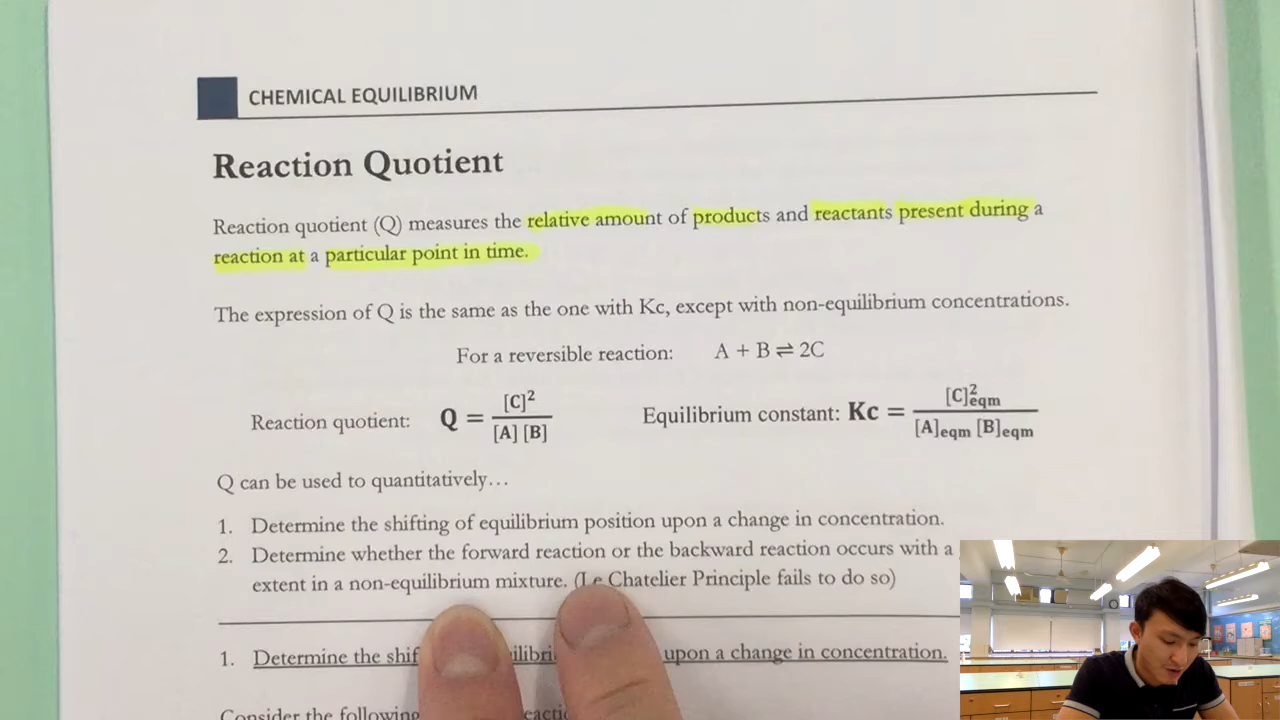 CHEMICAL EQUILIBRIUM
Reaction Quotient
Reaction quotient (Q) measures the relative amount of products and reactants present during a
reaction at a particular point in time.
The expression of Q is the same as the one with Kc, except with non-equilibrium concentrations.
For a reversible reaction: A + B ⇌ 2C
Reaction quotient: Q = [C]² / [A] [B] Equilibrium constant: Kc = [C]²eqm / [A]eqm [B]eqm
Q can be used to quantitatively…
1. Determine the shifting of equilibrium position upon a change in concentration.
2. Determine whether the forward reaction or the backward reaction occurs with a
extent in a non-equilibrium mixture. (Le Chatelier Principle fails to do so)
1. Determine the upon a change in concentration.
Consider the following